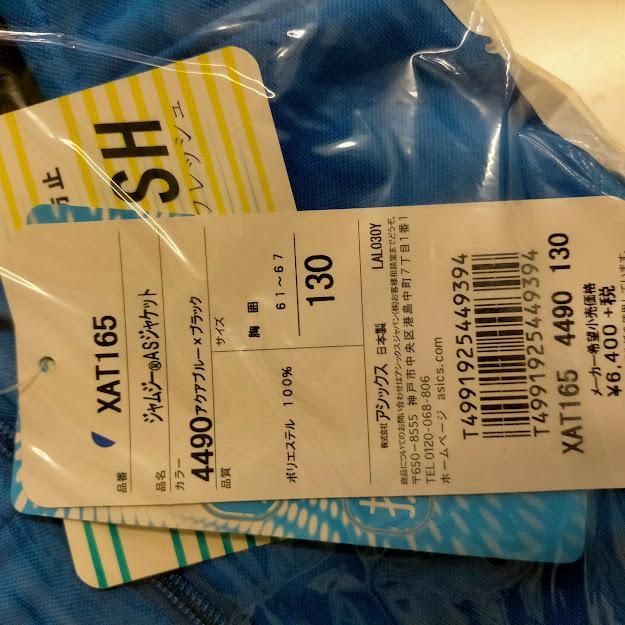 品番 XAT165
品名 ジャムジー®ASジャケット
カラー
4490アクアブルー×ブラック
品質
ポリエステル 100%
サイズ
胸囲 61~67
130
株式会社 アシックス 日本製 LAL030Y
商品についてのお問い合わせはアシックスジャパン(株)お客様相談室までどうぞ。
〒650-8555 神戸市中央区港島中町7丁目1番1
TEL 0120-068-806
ホームページ asics.com
T4991925449394
T4991925449394
XAT165 4490 130
メーカー希望小売価格
¥6,400+税
SH
フレッシュ
止